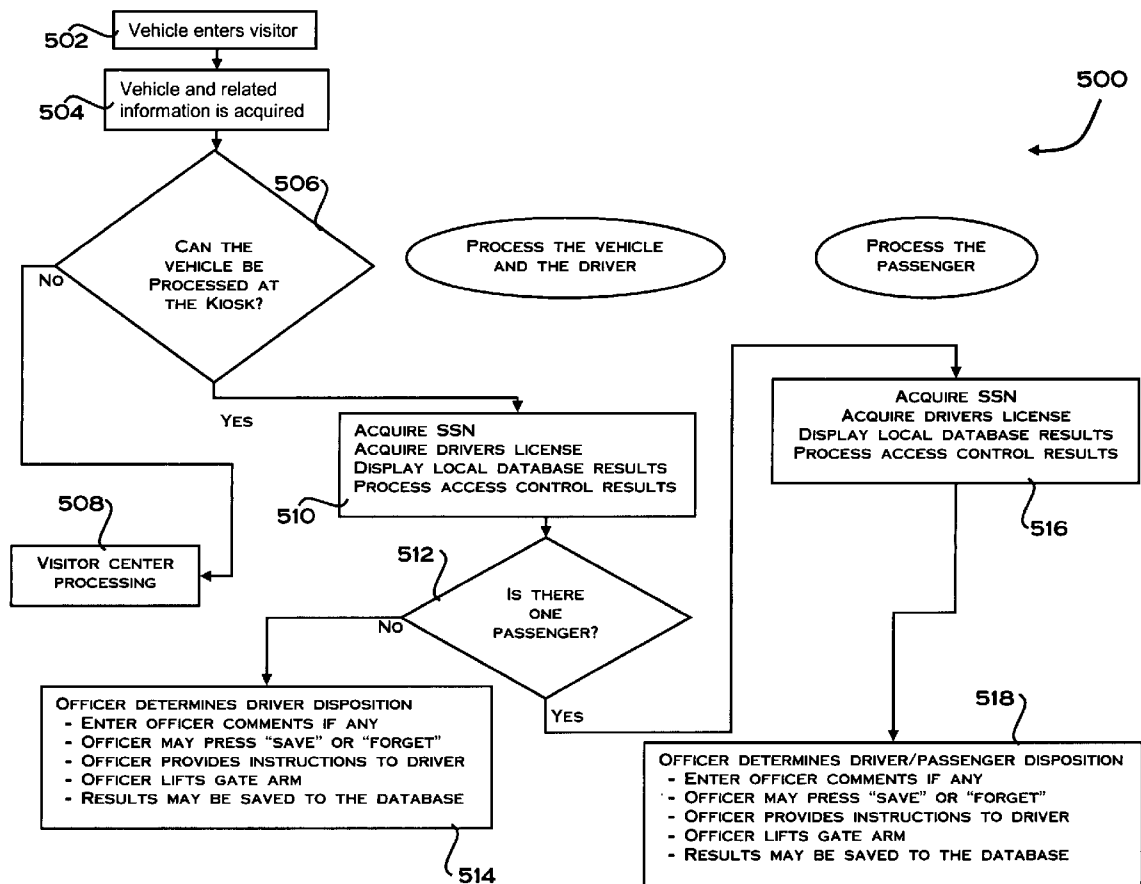 502
Vehicle enters visitor
504
Vehicle and related
information is acquired
500
506
CAN THE
VEHICLE BE
PROCESSED AT
THE KIOSK?
NO
YES
PROCESS THE VEHICLE
AND THE DRIVER
PROCESS THE
PASSENGER
508
VISITOR CENTER
PROCESSING
ACQUIRE SSN
ACQUIRE DRIVERS LICENSE
DISPLAY LOCAL DATABASE RESULTS
PROCESS ACCESS CONTROL RESULTS
510
ACQUIRE SSN
ACQUIRE DRIVERS LICENSE
DISPLAY LOCAL DATABASE RESULTS
PROCESS ACCESS CONTROL RESULTS
516
512
IS THERE
ONE
PASSENGER?
NO
YES
OFFICER DETERMINES DRIVER DISPOSITION
- ENTER OFFICER COMMENTS IF ANY
- OFFICER MAY PRESS “SAVE” OR “FORGET”
- OFFICER PROVIDES INSTRUCTIONS TO DRIVER
- OFFICER LIFTS GATE ARM
- RESULTS MAY BE SAVED TO THE DATABASE
514
518
OFFICER DETERMINES DRIVER/PASSENGER DISPOSITION
- ENTER OFFICER COMMENTS IF ANY
- OFFICER MAY PRESS “SAVE” OR “FORGET”
- OFFICER PROVIDES INSTRUCTIONS TO DRIVER
- OFFICER LIFTS GATE ARM
- RESULTS MAY BE SAVED TO THE DATABASE